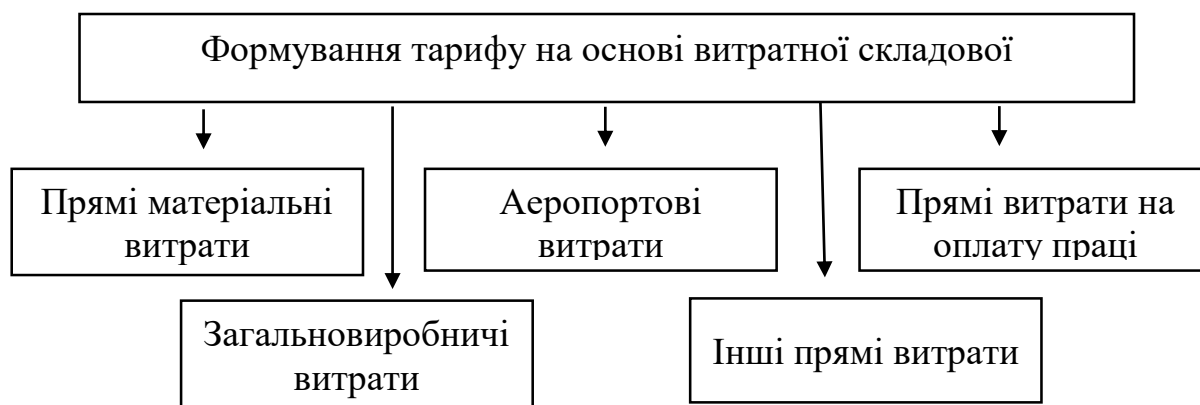 Формування тарифу на основі витратної складової
Прямі матеріальні
витрати
Аеропортові
витрати
Прямі витрати на
оплату праці
Загальновиробничі
витрати
Інші прямі витрати